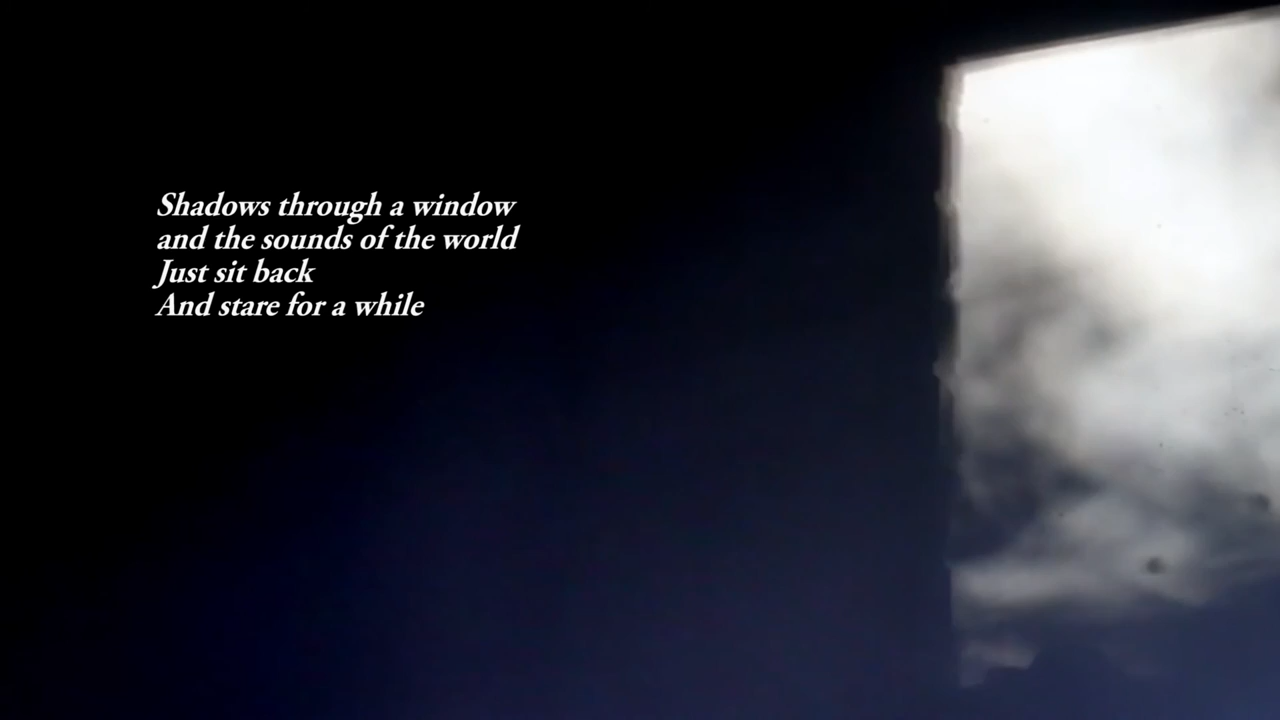 Shadows through a window
and the sounds of the world
Just sit back
And stare for a while